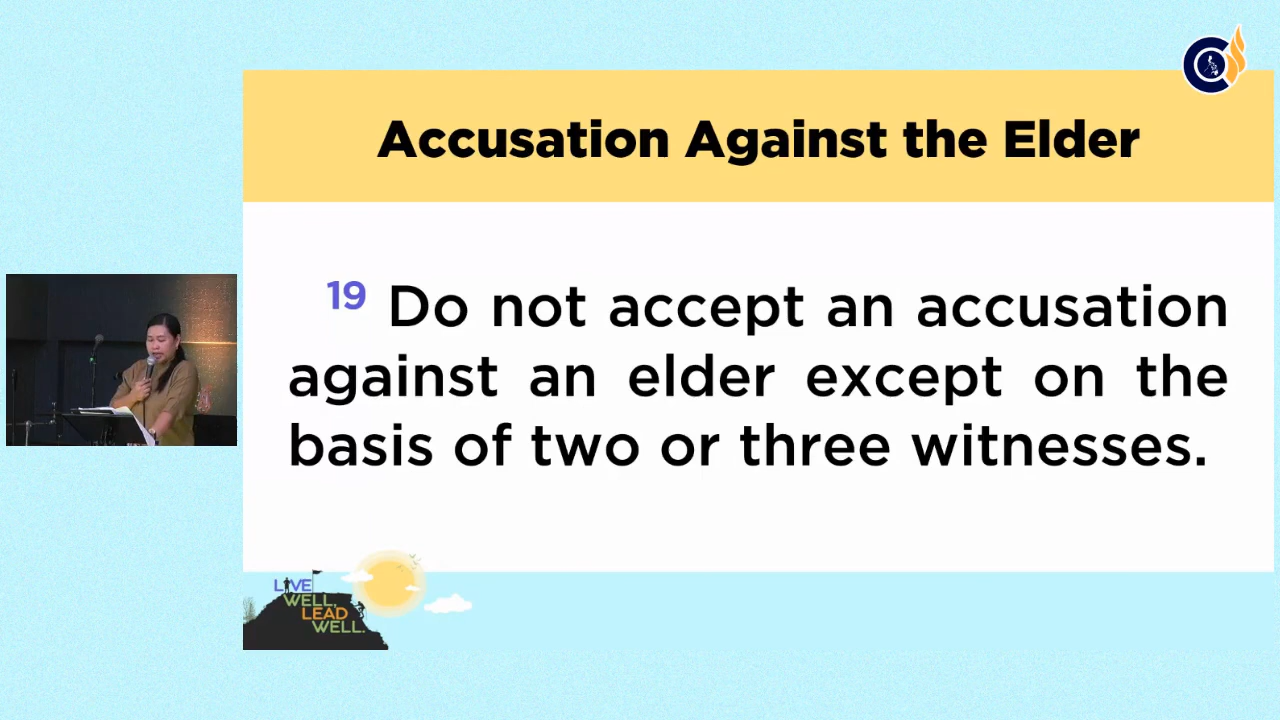 Accusation Against the Elder
19 Do not accept an accusation
against an elder except on the
basis of two or three witnesses.
LIVE
WELL,
LEAD
WELL.